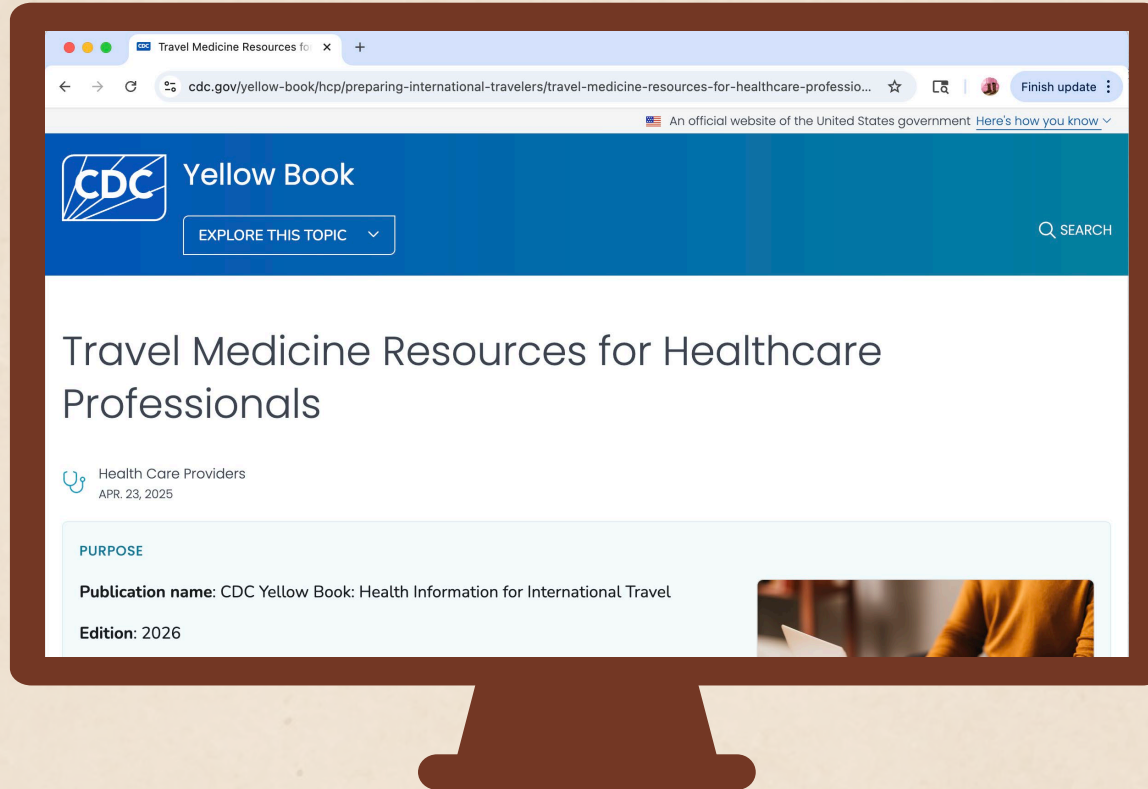 CDC Travel Medicine Resources fo
cdc.gov/yellow-book/hcp/preparing-international-travelers/travel-medicine-resources-for-healthcare-professio...
Finish update
An official website of the United States government Here's how you know
CDC
Yellow Book
EXPLORE THIS TOPIC
SEARCH
Travel Medicine Resources for Healthcare
Professionals
Health Care Providers
APR. 23, 2025
PURPOSE
Publication name: CDC Yellow Book: Health Information for International Travel
Edition: 2026